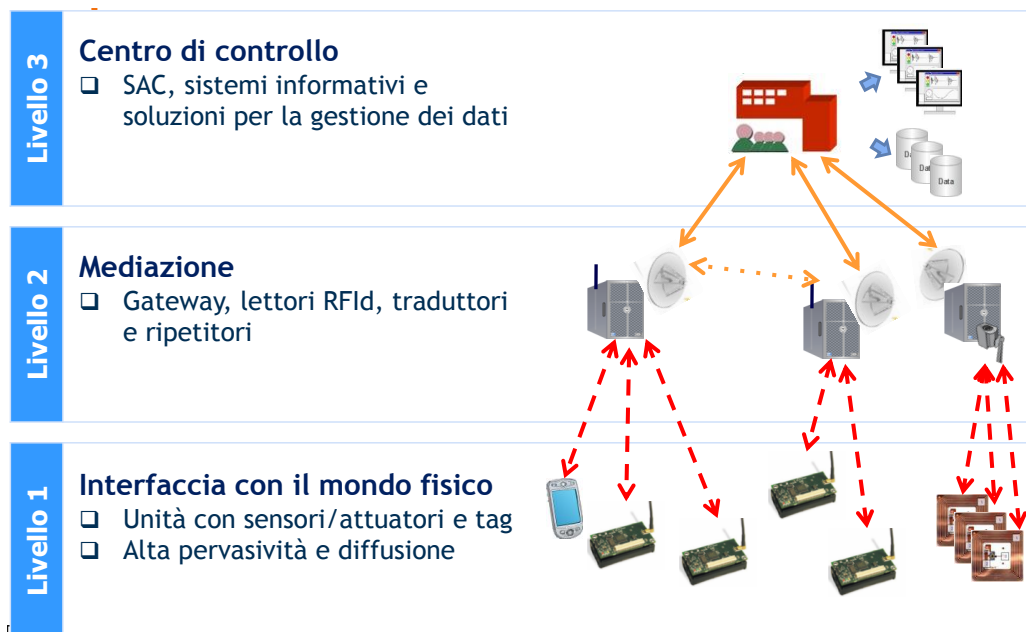 Livello 3
Centro di controllo
❑ SAC, sistemi informativi e
soluzioni per la gestione dei dati
Data
Livello 2
Mediazione
❑ Gateway, lettori RFId, traduttori
e ripetitori
Livello 1
Interfaccia con il mondo fisico
❑ Unità con sensori/attuatori e tag
❑ Alta pervasività e diffusione